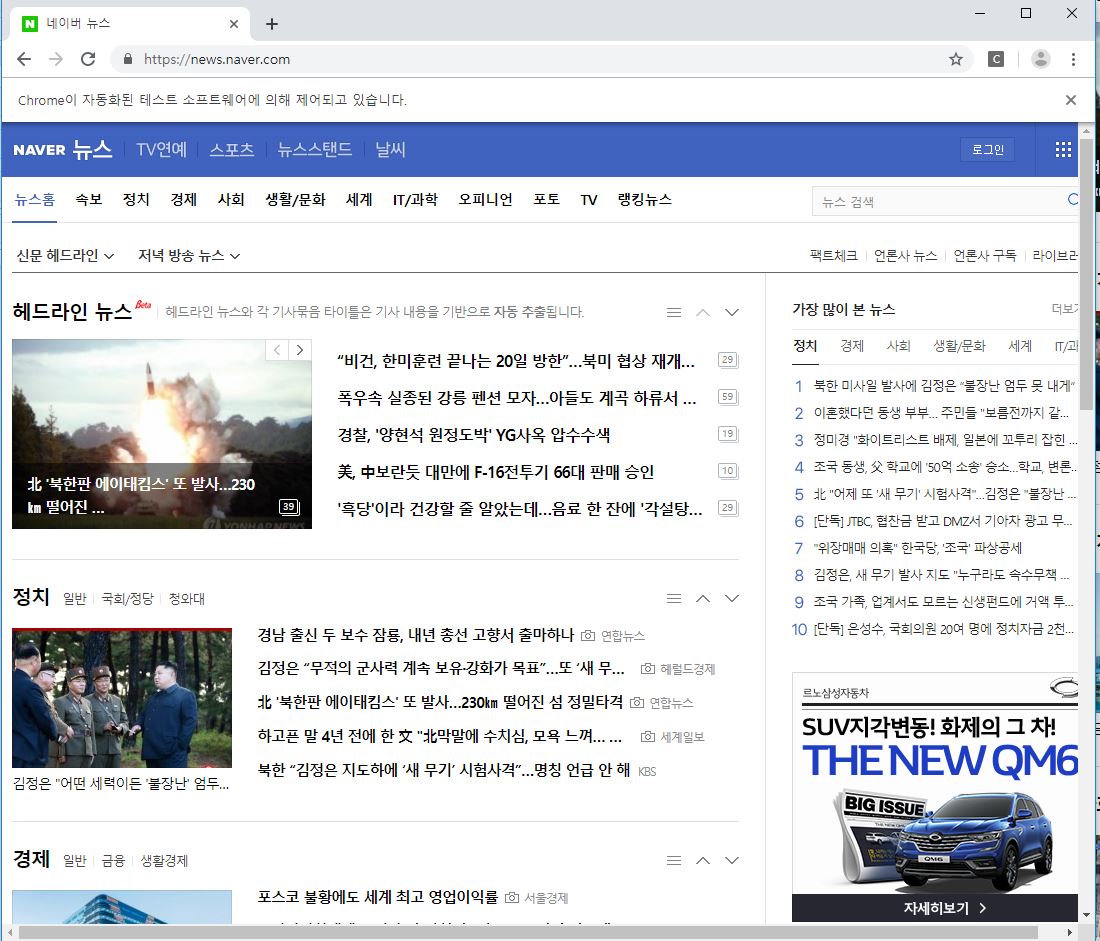 네이버 뉴스
https://news.naver.com
C
Chrome이 자동화된 테스트 소프트웨어에 의해 제어되고 있습니다.
NAVER 뉴스 TV연예 스포츠 뉴스스탠드 날씨 로그인
뉴스홈 속보 정치 경제 사회 생활/문화 세계 IT/과학 오피니언 포토 TV 랭킹뉴스 뉴스 검색
신문 헤드라인 저녁 방송 뉴스 팩트체크 언론사 뉴스 언론사 구독 라이브러
헤드라인 뉴스 Beta 헤드라인 뉴스와 각 기사묶음 타이틀은 기사 내용을 기반으로 자동 추출됩니다.
北 '북한판 에이태킴스' 또 발사…230
㎞ 떨어진 ... 39
YONHAP NEWS
“비건, 한미훈련 끝나는 20일 방한”…북미 협상 재개... 29
폭우속 실종된 강릉 펜션 모자…아들도 계곡 하류서 ... 59
경찰, '양현석 원정도박' YG사옥 압수수색 19
美, 中보란듯 대만에 F-16전투기 66대 판매 승인 10
'흑당'이라 건강할 줄 알았는데…음료 한 잔에 '각설탕... 29
정치 일반 국회/정당 청와대
김정은 "어떤 세력이든 '불장난' 엄두...
경남 출신 두 보수 잠룡, 내년 총선 고향서 출마하나 연합뉴스
김정은 “무적의 군사력 계속 보유·강화가 목표”…또 ‘새 무... 헤럴드경제
北 '북한판 에이태킴스' 또 발사…230㎞ 떨어진 섬 정밀타격 연합뉴스
하고픈 말 4년 전에 한 文 "北막말에 수치심, 모욕 느껴... ... 세계일보
북한 “김정은 지도하에 ‘새 무기’ 시험사격”…명칭 언급 안 해 KBS
경제 일반 금융 생활경제
포스코 불황에도 세계 최고 영업이익률 서울경제
가장 많이 본 뉴스 더보기
정치 경제 사회 생활/문화 세계 IT/과
1 북한 미사일 발사에 김정은 “불장난 엄두 못 내게”
2 이혼했다던 동생 부부... 주민들 "보름전까지 같...
3 정미경 "화이트리스트 배제, 일본에 꼬투리 잡힌 ...
4 조국 동생, 父 학교에 '50억 소송' 승소…학교, 변론...
5 北 "어제 또 '새 무기' 시험사격"…김정은 "불장난 ...
6 [단독] JTBC, 협찬금 받고 DMZ서 기아차 광고 무...
7 "위장매매 의혹" 한국당, '조국' 파상공세
8 김정은, 새 무기 발사 지도 "누구라도 속수무책 ...
9 조국 가족, 업계서도 모르는 신생펀드에 거액 투...
10 [단독] 은성수, 국회의원 20여 명에 정치자금 2천...
르노삼성자동차
SUV지각변동! 화제의 그 차!
THE NEW QM6
BIG ISSUE
THE NEW
QM6
자세히보기